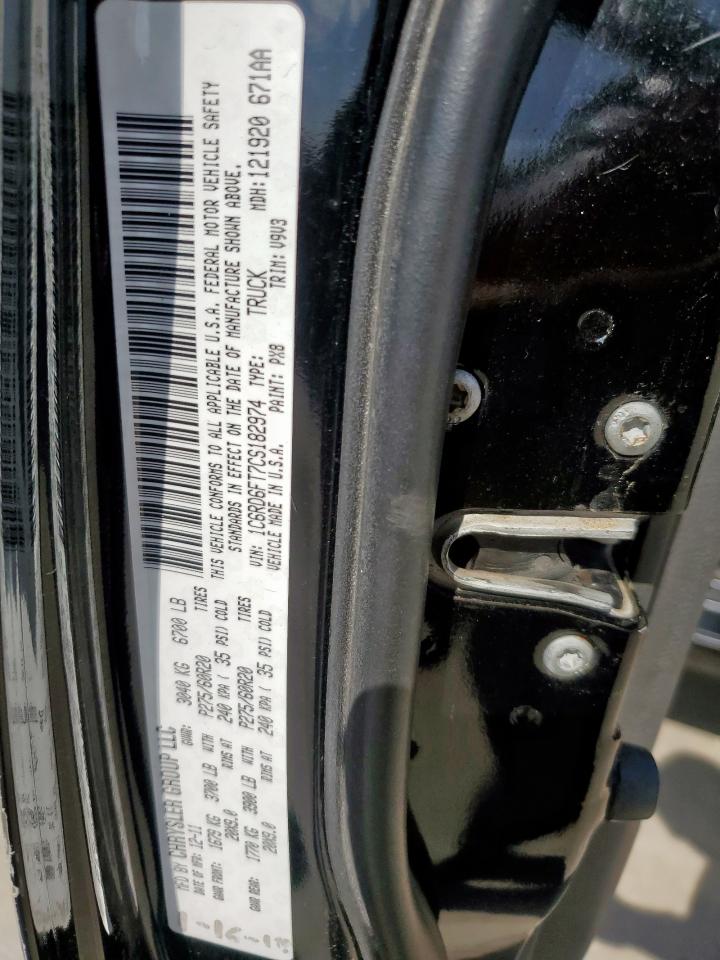 MFD BY CHRYSLER GROUP LLC
DATE OF MFR: 12-11 GVWR: 3040 KG 6700 LB
GAWR FRONT: 1679 KG 3700 LB WITH P275/60R20 TIRES
20X9.0 RIMS AT 240 KPA ( 35 PSI) COLD
GAWR REAR: 1770 KG 3900 LB WITH P275/60R20 TIRES
20X9.0 RIMS AT 240 KPA ( 35 PSI) COLD
THIS VEHICLE CONFORMS TO ALL APPLICABLE U.S.A. FEDERAL MOTOR VEHICLE SAFETY
STANDARDS IN EFFECT ON THE DATE OF MANUFACTURE SHOWN ABOVE.
VIN: 1C6RD6FT7CS182974 TYPE: TRUCK MDH: 121920 671AA
VEHICLE MADE IN U.S.A. PAINT: PX8 TRIM: V9V3